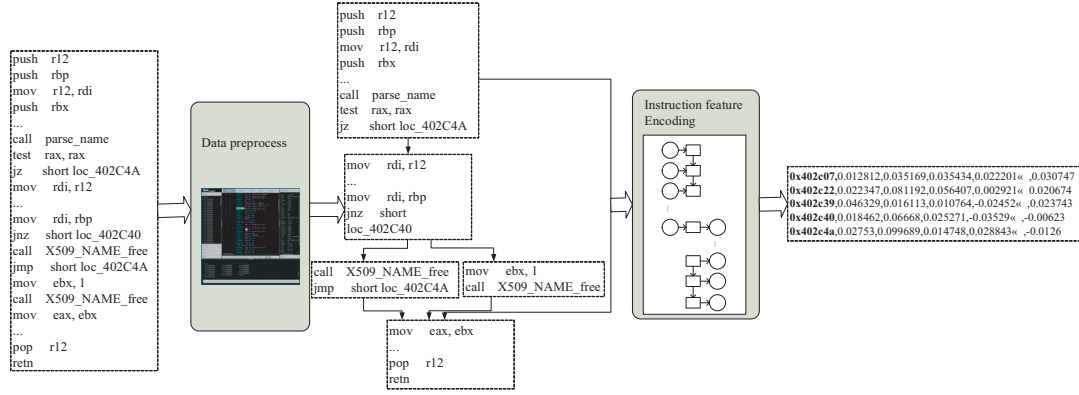 push r12
push rbp
mov r12, rdi
push rbx
...
call parse_name
test rax, rax
jz short loc_402C4A
mov rdi, r12
...
mov rdi, rbp
jnz short loc_402C40
call X509_NAME_free
jmp short loc_402C4A
mov ebx, 1
call X509_NAME_free
mov eax, ebx
...
pop r12
retn
Data preprocess
push r12
push rbp
mov r12, rdi
push rbx
...
call parse_name
test rax, rax
jz short loc_402C4A
mov rdi, r12
...
mov rdi, rbp
jnz short
loc_402C40
call X509_NAME_free
jmp short loc_402C4A
mov ebx, 1
call X509_NAME_free
mov eax, ebx
...
pop r12
retn
Instruction feature
Encoding
0x402c07,0.012812,0.035169,0.035434,0.022201« ,0.030747
0x402c22,0.022347,0.081192,0.056407,0.002921« 0.020674
0x402c39,0.046329,0.016113,0.010764,-0.02452« ,0.023743
0x402c40,0.018462,0.06668,0.025271,-0.03529« ,-0.00623
0x402c4a,0.02753,0.099689,0.014748,0.028843« ,-0.0126